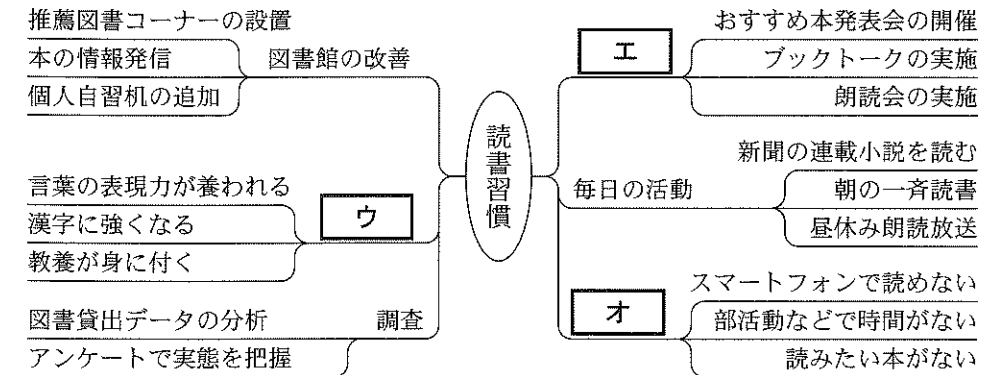 推薦図書コーナーの設置
本の情報発信
個人自習机の追加
図書館の改善
言葉の表現力が養われる
漢字に強くなる
教養が身に付く
ウ
図書貸出データの分析
アンケートで実態を把握
調査
読書習慣
エ
おすすめ本発表会の開催
ブックトークの実施
朗読会の実施
毎日の活動
新聞の連載小説を読む
朝の一斉読書
昼休み朗読放送
オ
スマートフォンで読めない
部活動などで時間がない
読みたい本がない